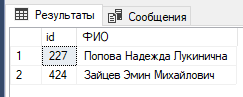 Результаты Сообщения
id ФИО
1 227 Попова Надежда Лукинична
2 424 Зайцев Эмин Михайлович